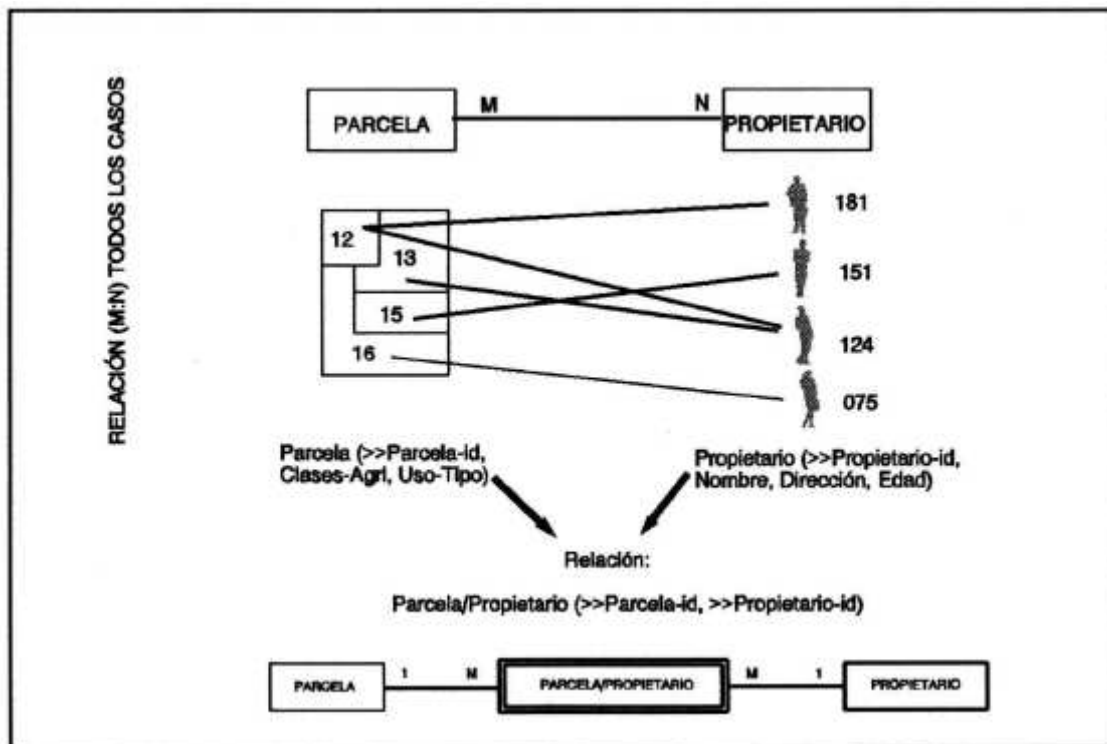 RELACIÓN (M:N) TODOS LOS CASOS
PARCELA
M
N
PROPIETARIO
12
13
15
16
181
151
124
075
Parcela (>>Parcela-id,
Clases-Agri, Uso-Tipo)
Propietario (>>Propietario-id,
Nombre, Dirección, Edad)
Relación:
Parcela/Propietario (>>Parcela-id, >>Propietario-id)
PARCELA
1
M
PARCELA/PROPIETARIO
M
1
PROPIETARIO